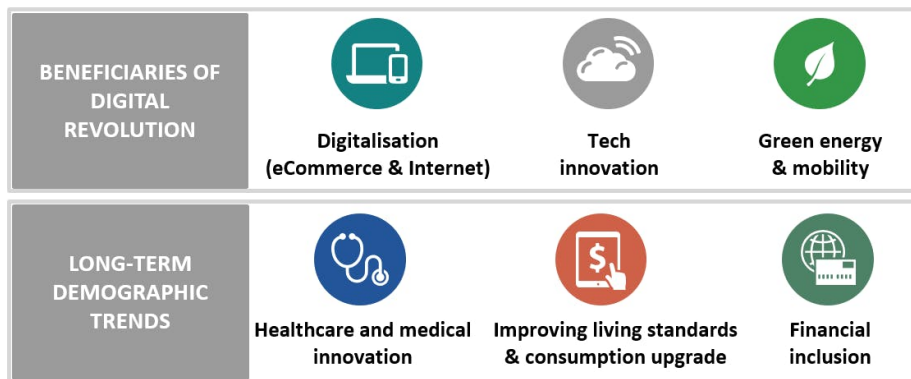 BENEFICIARIES OF
DIGITAL
REVOLUTION
Digitalisation
(eCommerce & Internet)
Tech
innovation
Green energy
& mobility
LONG-TERM
DEMOGRAPHIC
TRENDS
Healthcare and medical
innovation
$
Improving living standards
& consumption upgrade
Financial
inclusion